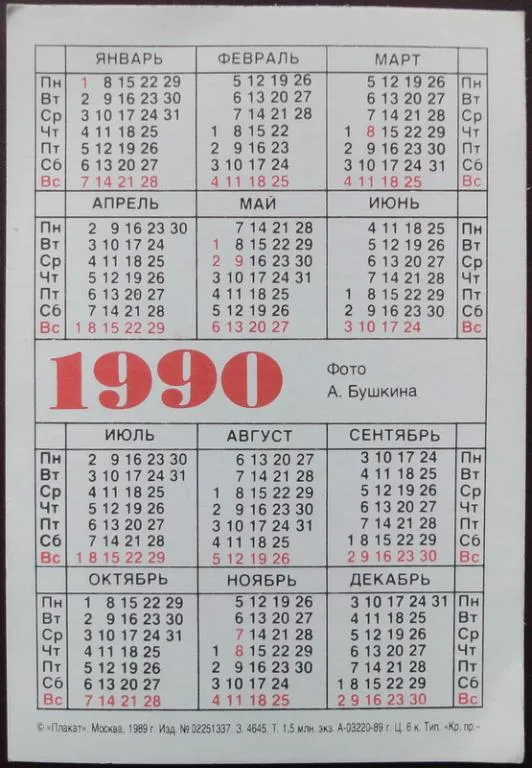 ЯНВАРЬ ФЕВРАЛЬ МАРТ
Пн 1 8 15 22 29 5 12 19 26 5 12 19 26 Пн
Вт 2 9 16 23 30 6 13 20 27 6 13 20 27 Вт
Ср 3 10 17 24 31 7 14 21 28 7 14 21 28 Ср
Чт 4 11 18 25 1 8 15 22 1 8 15 22 29 Чт
Пт 5 12 19 26 2 9 16 23 2 9 16 23 30 Пт
Сб 6 13 20 27 3 10 17 24 3 10 17 24 31 Сб
Вс 7 14 21 28 4 11 18 25 4 11 18 25 Вс
АПРЕЛЬ МАЙ ИЮНЬ
Пн 2 9 16 23 30 7 14 21 28 4 11 18 25 Пн
Вт 3 10 17 24 1 8 15 22 29 5 12 19 26 Вт
Ср 4 11 18 25 2 9 16 23 30 6 13 20 27 Ср
Чт 5 12 19 26 3 10 17 24 31 7 14 21 28 Чт
Пт 6 13 20 27 4 11 18 25 1 8 15 22 29 Пт
Сб 7 14 21 28 5 12 19 26 2 9 16 23 30 Сб
Вс 1 8 15 22 29 6 13 20 27 3 10 17 24 Вс
1990
Фото
А. Бушкина
ИЮЛЬ АВГУСТ СЕНТЯБРЬ
Пн 2 9 16 23 30 6 13 20 27 3 10 17 24 Пн
Вт 3 10 17 24 31 7 14 21 28 4 11 18 25 Вт
Ср 4 11 18 25 1 8 15 22 29 5 12 19 26 Ср
Чт 5 12 19 26 2 9 16 23 30 6 13 20 27 Чт
Пт 6 13 20 27 3 10 17 24 31 7 14 21 28 Пт
Сб 7 14 21 28 4 11 18 25 1 8 15 22 29 Сб
Вс 1 8 15 22 29 5 12 19 26 2 9 16 23 30 Вс
ОКТЯБРЬ НОЯБРЬ ДЕКАБРЬ
Пн 1 8 15 22 29 5 12 19 26 3 10 17 24 31 Пн
Вт 2 9 16 23 30 6 13 20 27 4 11 18 25 Вт
Ср 3 10 17 24 31 7 14 21 28 5 12 19 26 Ср
Чт 4 11 18 25 1 8 15 22 29 6 13 20 27 Чт
Пт 5 12 19 26 2 9 16 23 30 7 14 21 28 Пт
Сб 6 13 20 27 3 10 17 24 1 8 15 22 29 Сб
Вс 7 14 21 28 4 11 18 25 2 9 16 23 30 Вс
© «Плакат». Москва, 1989 г. Изд. № 02251337. З. 4645. Т. 1,5 млн. экз. А-03220-89 г. Ц. 6 к. Тип. «Кр. пр.»